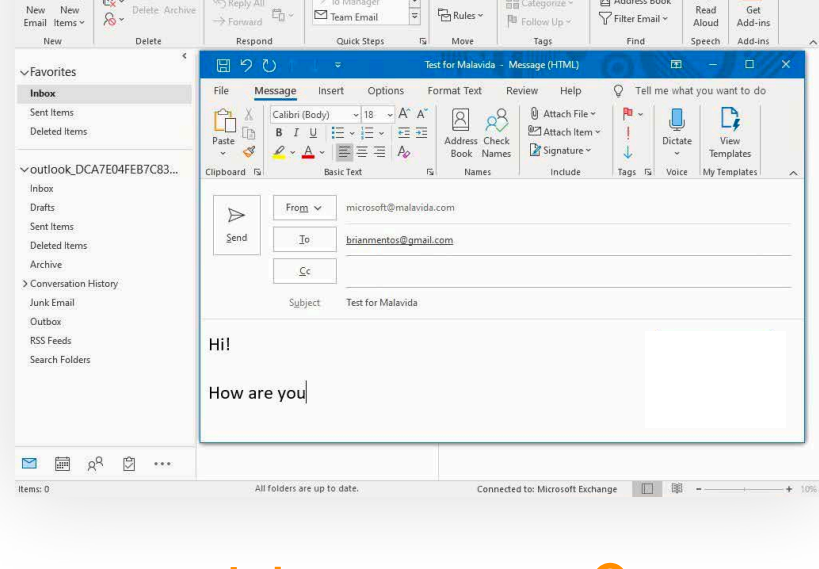 Reply All
To Manager
Categorize
Address Book
New Email
New Items
Delete
Archive
Forward
Team Email
Rules
Follow Up
Filter Email
Read Aloud
Get Add-ins
New
Delete
Respond
Quick Steps
Move
Tags
Find
Speech
Add-ins
Favorites
Inbox
Sent Items
Deleted Items
outlook_DCA7E04FEB7C83...
Inbox
Drafts
Sent Items
Deleted Items
Archive
Conversation History
Junk Email
Outbox
RSS Feeds
Search Folders
Test for Malavida - Message (HTML)
File Message Insert Options Format Text Review Help Tell me what you want to do
Paste
Calibri (Body) 18 A A
B I U A
Address Book
Check Names
Attach File
Attach Item
Signature
Dictate
View Templates
Clipboard Basic Text Names Include Tags Voice My Templates
Send
From microsoft@malavida.com
To brianmentos@gmail.com
Cc
Subject Test for Malavida
Hi!
How are you
Items: 0 All folders are up to date. Connected to: Microsoft Exchange 10%